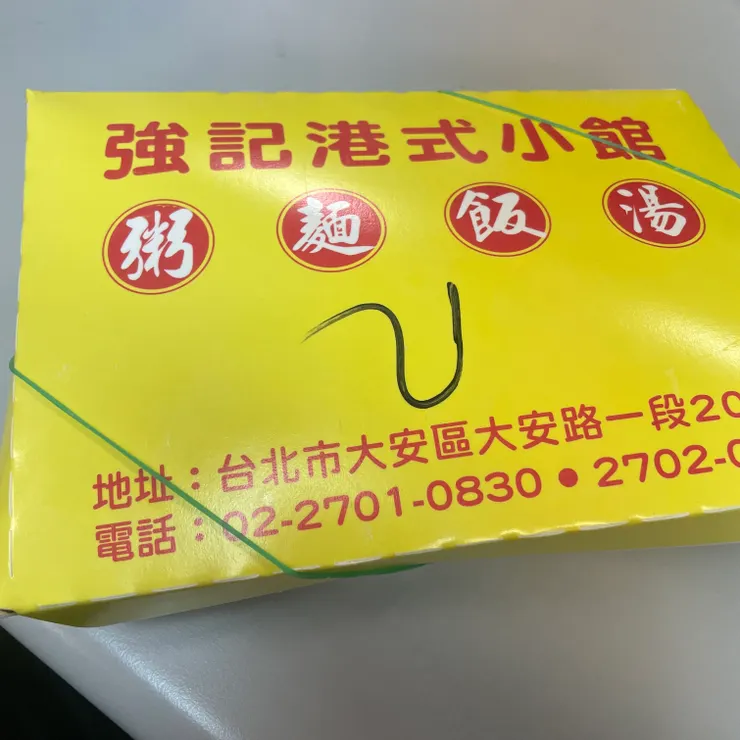 強記港式小館
粥 麵 飯 湯
地址：台北市大安區大安路一段20
電話：02-2701-0830 • 2702-0